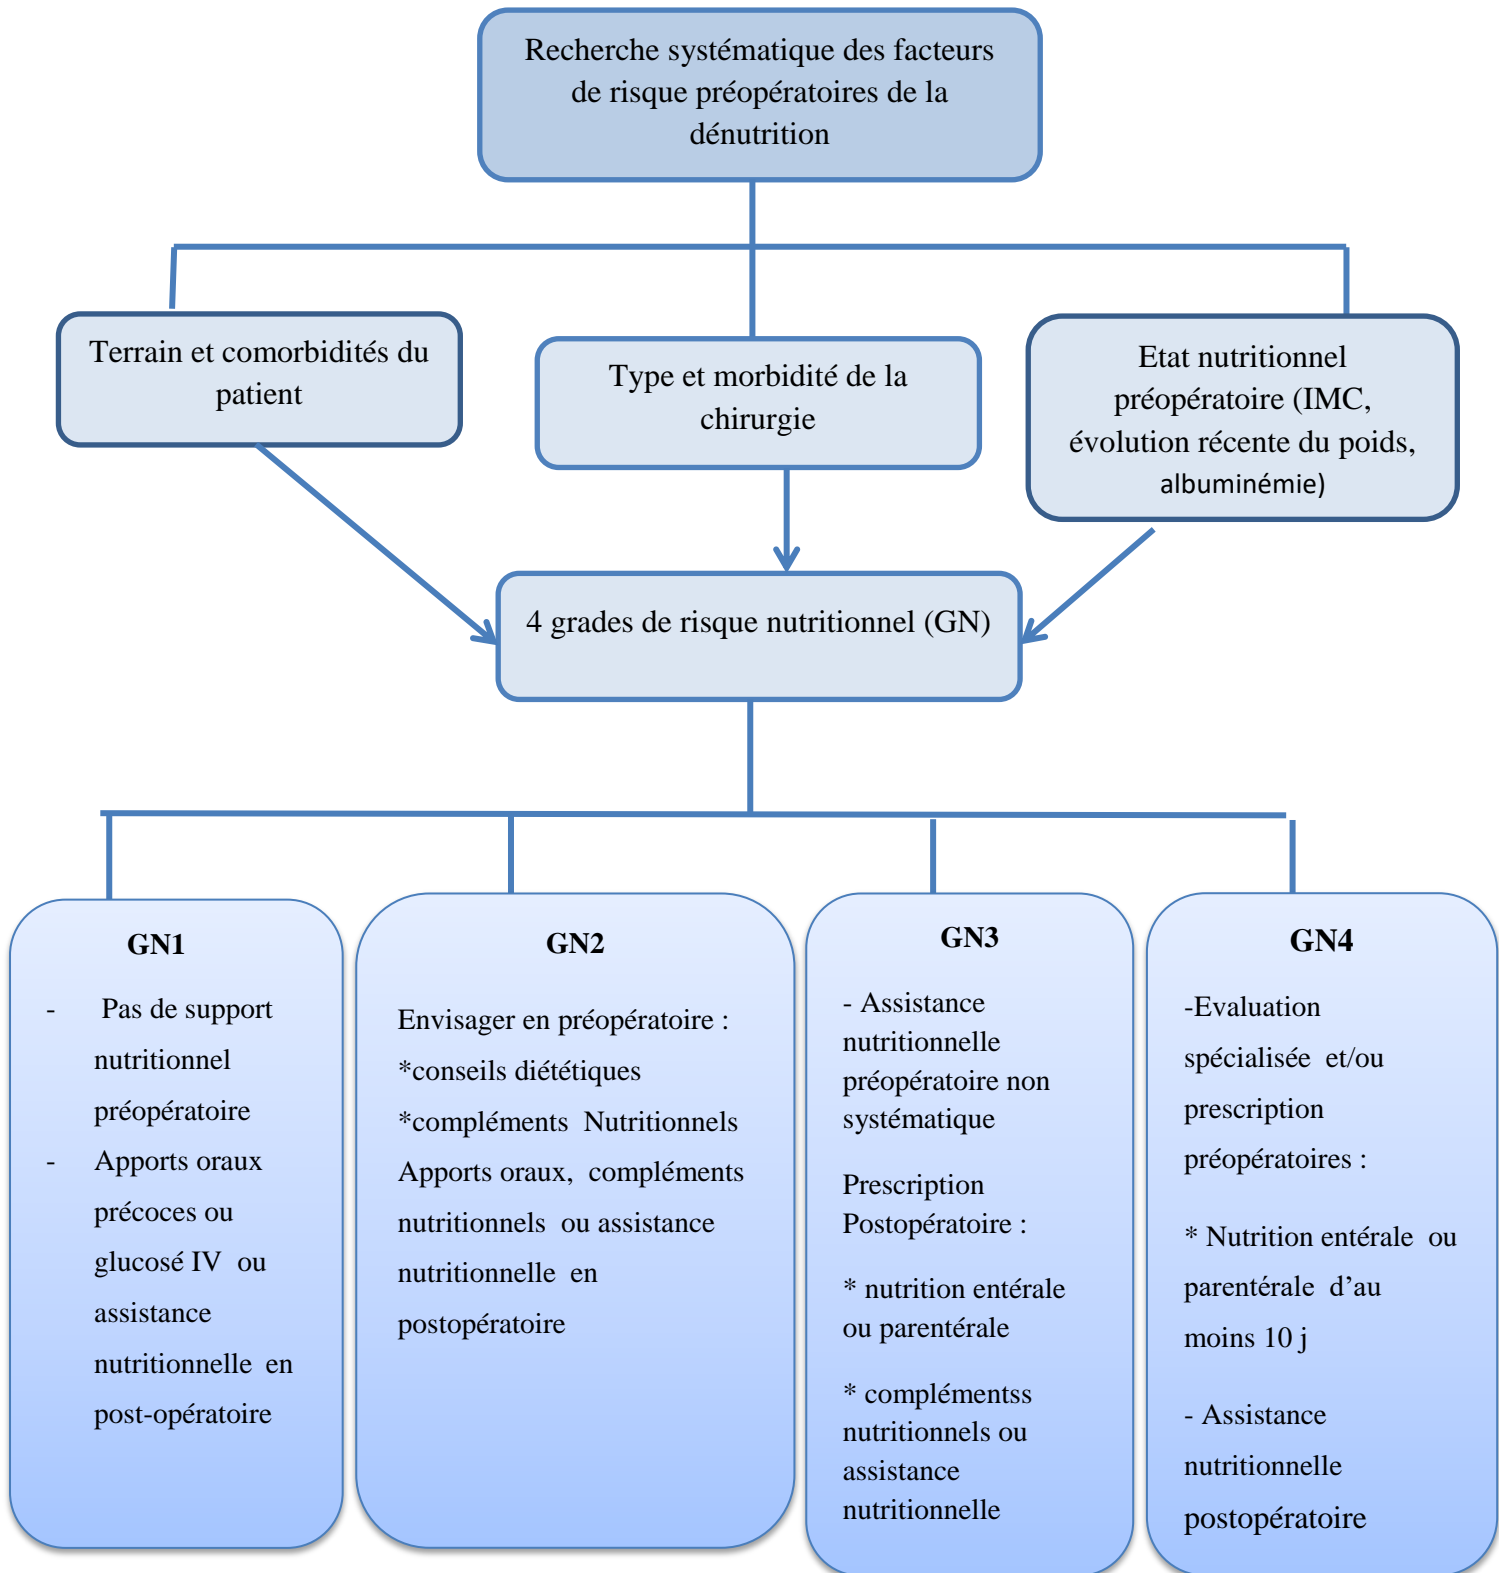 Recherche systématique des facteurs
de risque préopératoires de la
dénutrition
Terrain et comorbidités du
patient
Type et morbidité de la
chirurgie
Etat nutritionnel
préopératoire (IMC,
évolution récente du poids,
albuminémie)
4 grades de risque nutritionnel (GN)
GN1
- Pas de support
nutritionnel
préopératoire
- Apports oraux
précoces ou
glucosé IV ou
assistance
nutritionnelle en
post-opératoire
GN2
Envisager en préopératoire :
*conseils diététiques
*compléments Nutritionnels
Apports oraux, compléments
nutritionnels ou assistance
nutritionnelle en
postopératoire
GN3
- Assistance
nutritionnelle
préopératoire non
systématique
Prescription
Postopératoire :
* nutrition entérale
ou parentérale
* complémentss
nutritionnels ou
assistance
nutritionnelle
GN4
-Evaluation
spécialisée et/ou
prescription
préopératoires :
* Nutrition entérale ou
parentérale d’au
moins 10 j
- Assistance
nutritionnelle
postopératoire